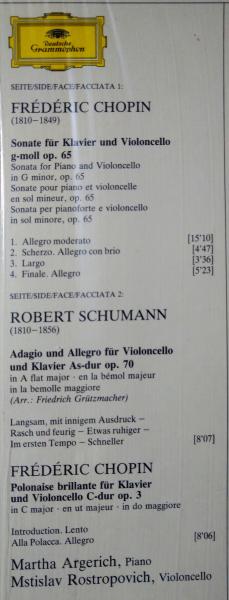 Deutsche
Grammophon
SEITE/SIDE/FACE/FACCIATA 1:
FRÉDÉRIC CHOPIN
(1810–1849)
Sonate für Klavier und Violoncello
g-moll op. 65
Sonata for Piano and Violoncello
in G minor, op. 65
Sonate pour piano et violoncelle
en sol mineur, op. 65
Sonata per pianoforte e violoncello
in sol minore, op. 65
1. Allegro moderato [15'10]
2. Scherzo. Allegro con brio [4'47]
3. Largo [3'36]
4. Finale. Allegro [5'23]
SEITE/SIDE/FACE/FACCIATA 2:
ROBERT SCHUMANN
(1810–1856)
Adagio und Allegro für Violoncello
und Klavier As-dur op. 70
in A flat major · en la bémol majeur
in la bemolle maggiore
(Arr.: Friedrich Grützmacher)
Langsam, mit innigem Ausdruck –
Rasch und feurig – Etwas ruhiger –
Im ersten Tempo – Schneller [8'07]
FRÉDÉRIC CHOPIN
Polonaise brillante für Klavier
und Violoncello C-dur op. 3
in C major · en ut majeur · in do maggiore
Introduction. Lento
Alla Polacca. Allegro [8'06]
Martha Argerich, Piano
Mstislav Rostropovich, Violoncello